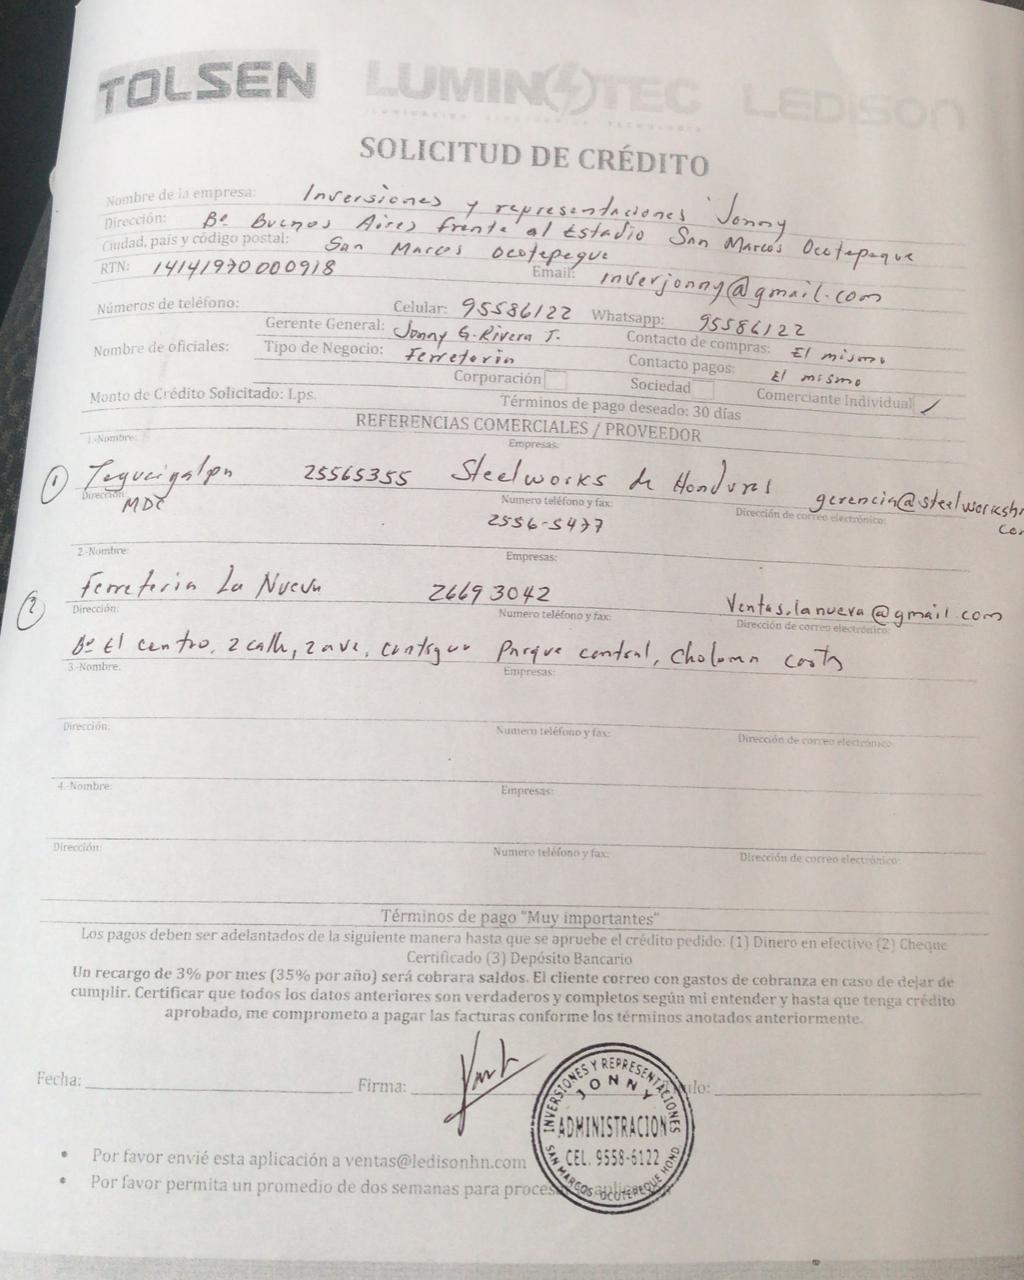 TOLSEN LUMINOTEC LEDISON
SOLICITUD DE CRÉDITO
Nombre de la empresa: Inversiones y representaciones Jonny
Dirección: Bº Buenos Aires frente al Estadio San Marcos Ocotepeque
Ciudad, país y código postal: San Marcos Ocotepeque
RTN: 14141970000918 Email: inverjonny@gmail.com
Números de teléfono: Celular: 95586122 Whatsapp: 95586122
Gerente General: Jonny G. Rivera T. Contacto de compras: El mismo
Nombre de oficiales: Tipo de Negocio: Ferreteria Contacto pagos: El mismo
Corporación Sociedad Comerciante Individual ✓
Monto de Crédito Solicitado: Lps. Términos de pago deseado: 30 días
REFERENCIAS COMERCIALES / PROVEEDOR
1.-Nombre: Empresas:
1 Tegucigalpa 25565355 Steelworks de Honduras gerencia@steelworkshn
Dirección: Numero teléfono y fax: Dirección de correo electrónico:
MDC 2556-5477
2.-Nombre: Empresas:
2 Ferreteria La Nueva 26693042 Ventas.lanueva@gmail.com
Dirección: Numero teléfono y fax: Dirección de correo electrónico:
Bº El centro, 2 calle, 2 ave, contiguo Parque central, Choloma Cortes
3.-Nombre. Empresas:
Dirección: Numero teléfono y fax: Dirección de correo electrónico:
4.-Nombre: Empresas:
Dirección: Numero teléfono y fax: Dirección de correo electrónico:
Términos de pago "Muy importantes"
Los pagos deben ser adelantados de la siguiente manera hasta que se apruebe el crédito pedido: (1) Dinero en efectivo (2) Cheque
Certificado (3) Depósito Bancario
Un recargo de 3% por mes (35% por año) será cobrara saldos. El cliente correo con gastos de cobranza en caso de dejar de
cumplir. Certificar que todos los datos anteriores son verdaderos y completos según mi entender y hasta que tenga crédito
aprobado, me comprometo a pagar las facturas conforme los términos anotados anteriormente.
Fecha: Firma:
INVERSIONES Y REPRESENTACIONES
JONNY
ADMINISTRACION
CEL. 9558-6122
SAN MARCOS OCOTEPEQUE HOND.
• Por favor envié esta aplicación a ventas@ledisonhn.com
• Por favor permita un promedio de dos semanas para